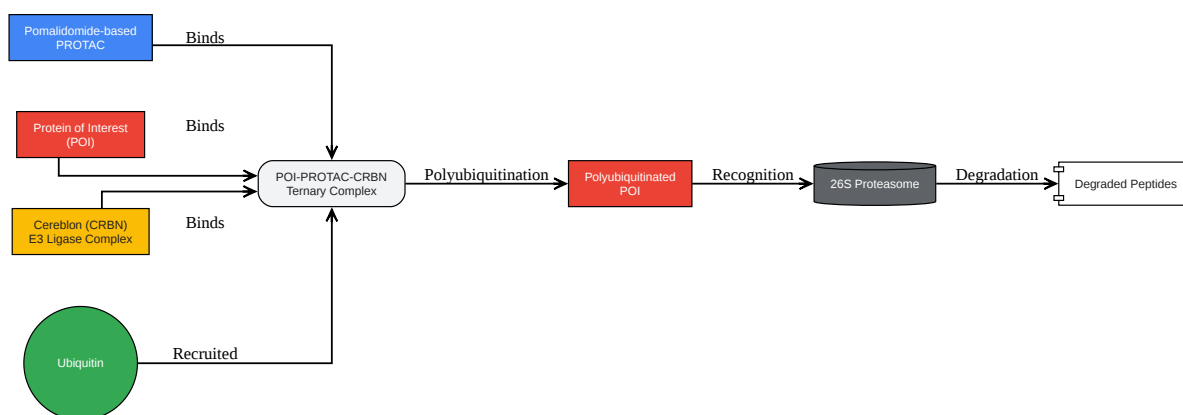 Pomalidomide-based
PROTAC
Binds
Protein of Interest
(POI)
Binds
POI-PROTAC-CRBN
Ternary Complex
Polyubiquitination
Polyubiquitinated
POI
Recognition
26S Proteasome
Degradation
Degraded Peptides
Cereblon (CRBN)
E3 Ligase Complex
Binds
Ubiquitin
Recruited